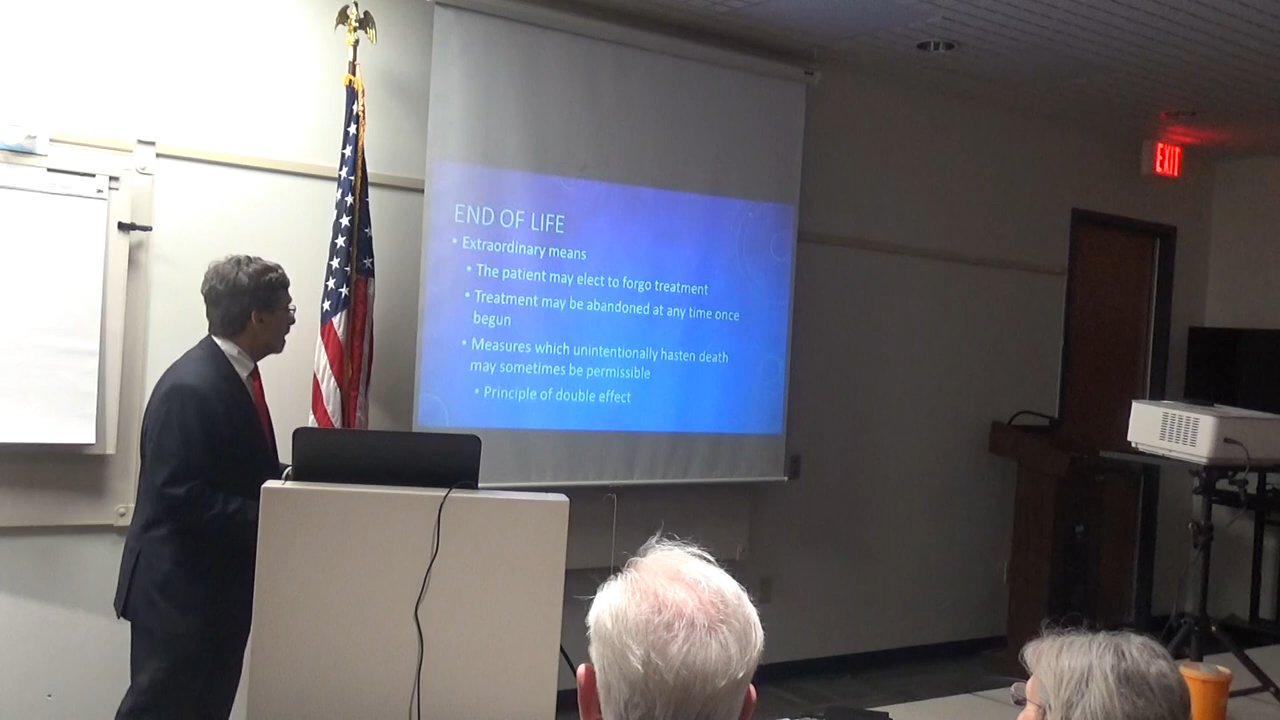 END OF LIFE
• Extraordinary means
• The patient may elect to forgo treatment
• Treatment may be abandoned at any time once
begun
• Measures which unintentionally hasten death
may sometimes be permissible
• Principle of double effect
EXIT